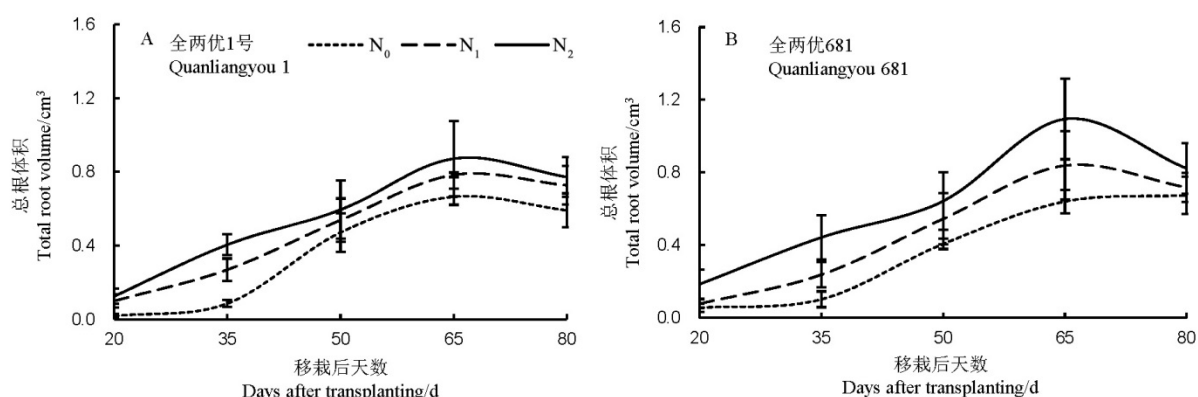 A
全两优1号
Quanliangyou 1
N₀
N₁
N₂
总根体积
Total root volume/cm³
1.6
1.2
0.8
0.4
0.0
20
35
50
65
80
移栽后天数
Days after transplanting/d
B
全两优681
Quanliangyou 681
总根体积
Total root volume/cm³
1.6
1.2
0.8
0.4
0.0
20
35
50
65
80
移栽后天数
Days after transplanting/d